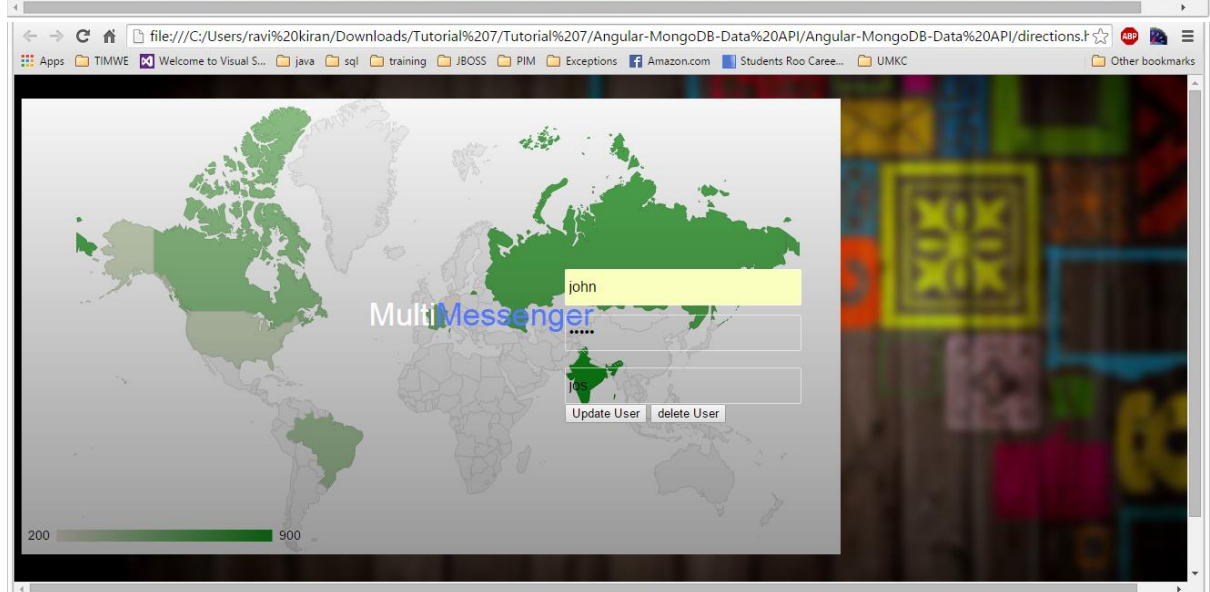 file:///C:/Users/ravi%20kiran/Downloads/Tutorial%207/Tutorial%207/Angular-MongoDB-Data%20API/Angular-MongoDB-Data%20API/directions.h
ABP
Apps TIMWE Welcome to Visual S... java sql training JBOSS PIM Exceptions Amazon.com Students Roo Caree... UMKC Other bookmarks
john
MultiMessenger
•••••
jos
Update User delete User
200 900